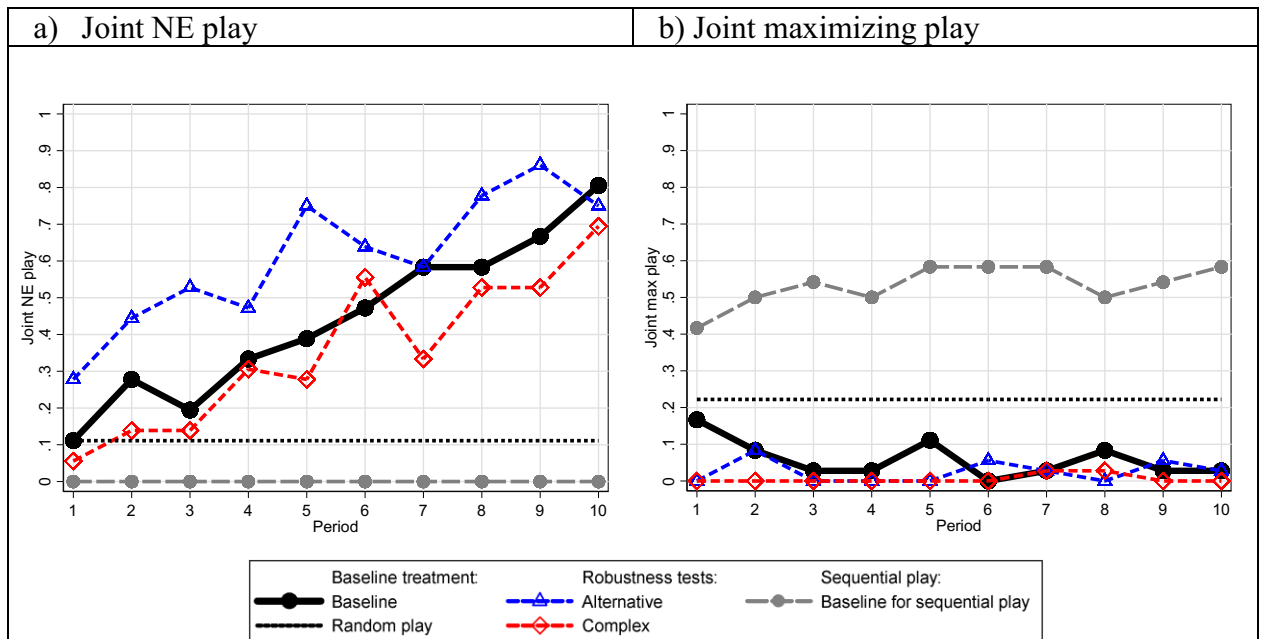 a) Joint NE play
b) Joint maximizing play
Joint NE play
1
.9
.8
.7
.6
.5
.4
.3
.2
.1
0
1 2 3 4 5 6 7 8 9 10
Period
Joint max play
1
.9
.8
.7
.6
.5
.4
.3
.2
.1
0
1 2 3 4 5 6 7 8 9 10
Period
Baseline treatment: Robustness tests: Sequential play:
Baseline Alternative Baseline for sequential play
Random play Complex